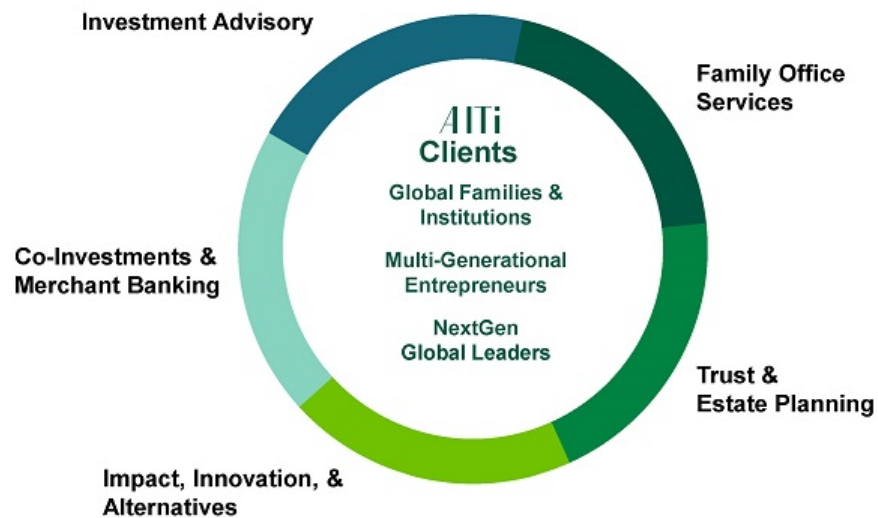 Investment Advisory
Family Office
Services
AlTi
Clients
Global Families &
Institutions
Multi-Generational
Entrepreneurs
NextGen
Global Leaders
Co-Investments &
Merchant Banking
Trust &
Estate Planning
Impact, Innovation, &
Alternatives